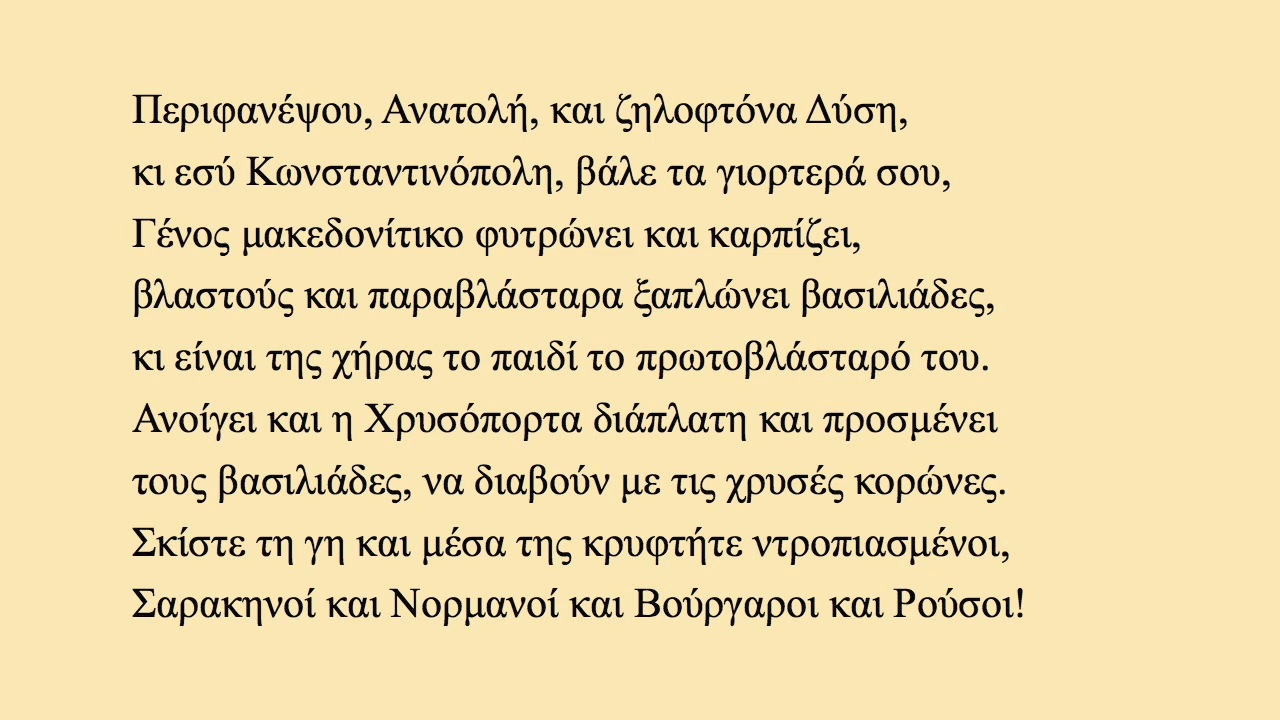 Περιφανέψου, Ανατολή, και ζηλοφτόνα Δύση,
κι εσύ Κωνσταντινόπολη, βάλε τα γιορτερά σου,
Γένος μακεδονίτικο φυτρώνει και καρπίζει,
βλαστούς και παραβλάσταρα ξαπλώνει βασιλιάδες,
κι είναι της χήρας το παιδί το πρωτοβλάσταρό του.
Ανοίγει και η Χρυσόπορτα διάπλατη και προσμένει
τους βασιλιάδες, να διαβούν με τις χρυσές κορώνες.
Σκίστε τη γη και μέσα της κρυφτήτε ντροπιασμένοι,
Σαρακηνοί και Νορμανοί και Βούργαροι και Ρούσοι!